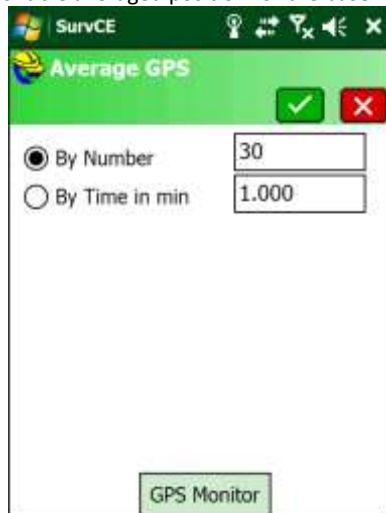 SurvCE
Average GPS
By Number 30
By Time in min 1.000
GPS Monitor